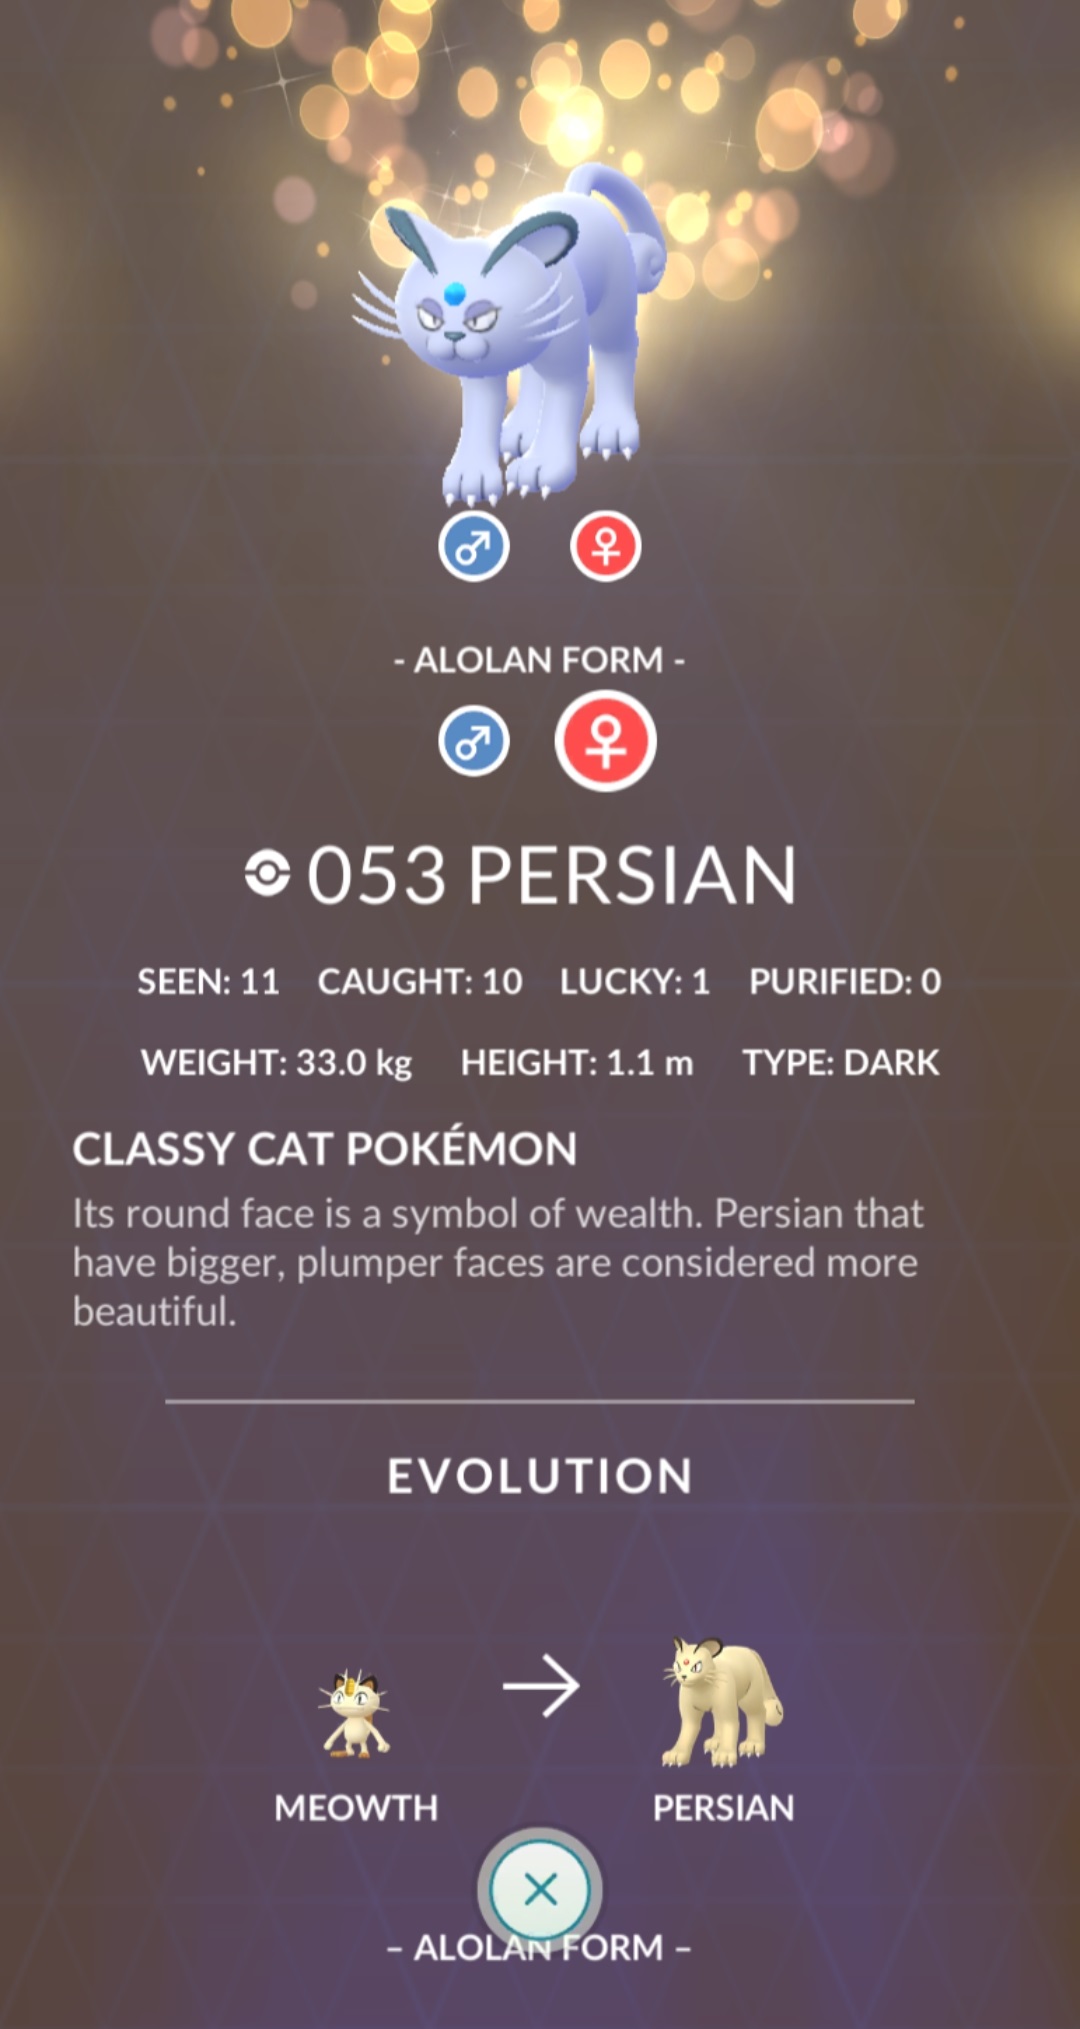 - ALOLAN FORM -
053 PERSIAN
SEEN: 11 CAUGHT: 10 LUCKY: 1 PURIFIED: 0
WEIGHT: 33.0 kg HEIGHT: 1.1 m TYPE: DARK
CLASSY CAT POKÉMON
Its round face is a symbol of wealth. Persian that
have bigger, plumper faces are considered more
beautiful.
EVOLUTION
MEOWTH PERSIAN
– ALOLAN FORM –